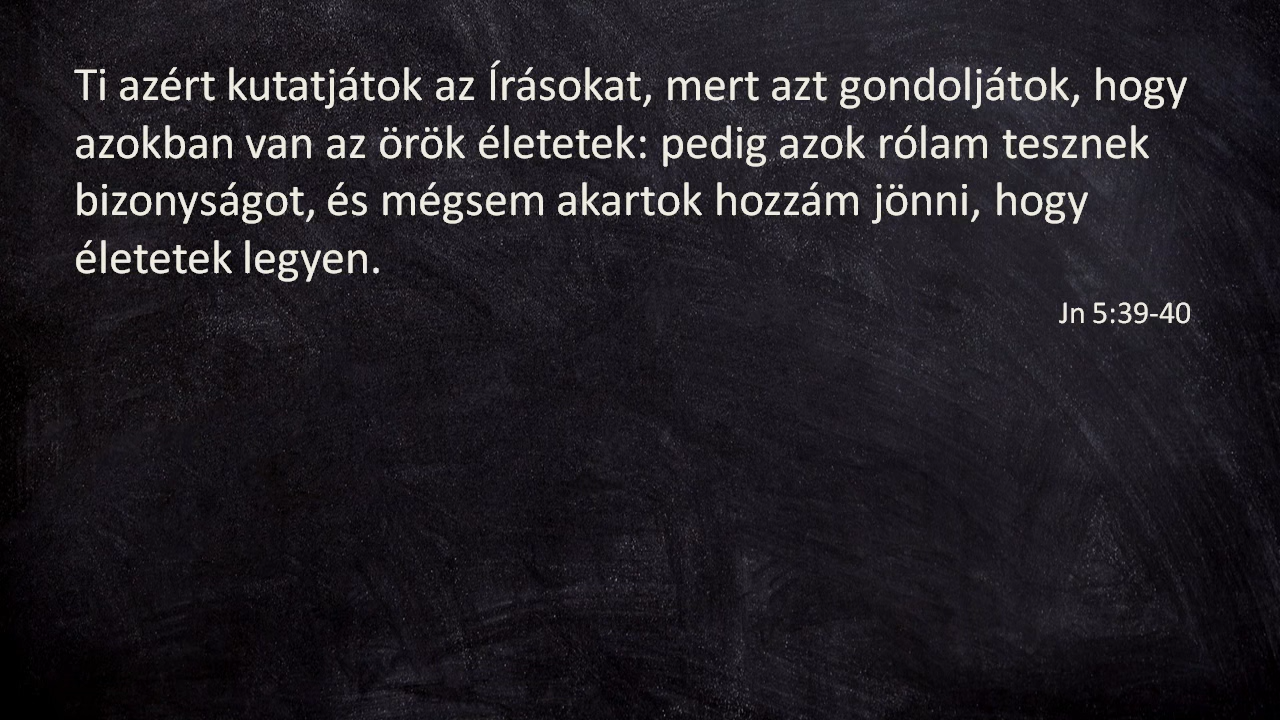 Ti azért kutatjátok az Írásokat, mert azt gondoljátok, hogy
azokban van az örök életetek: pedig azok rólam tesznek
bizonyságot, és mégsem akartok hozzám jönni, hogy
életetek legyen.
Jn 5:39-40